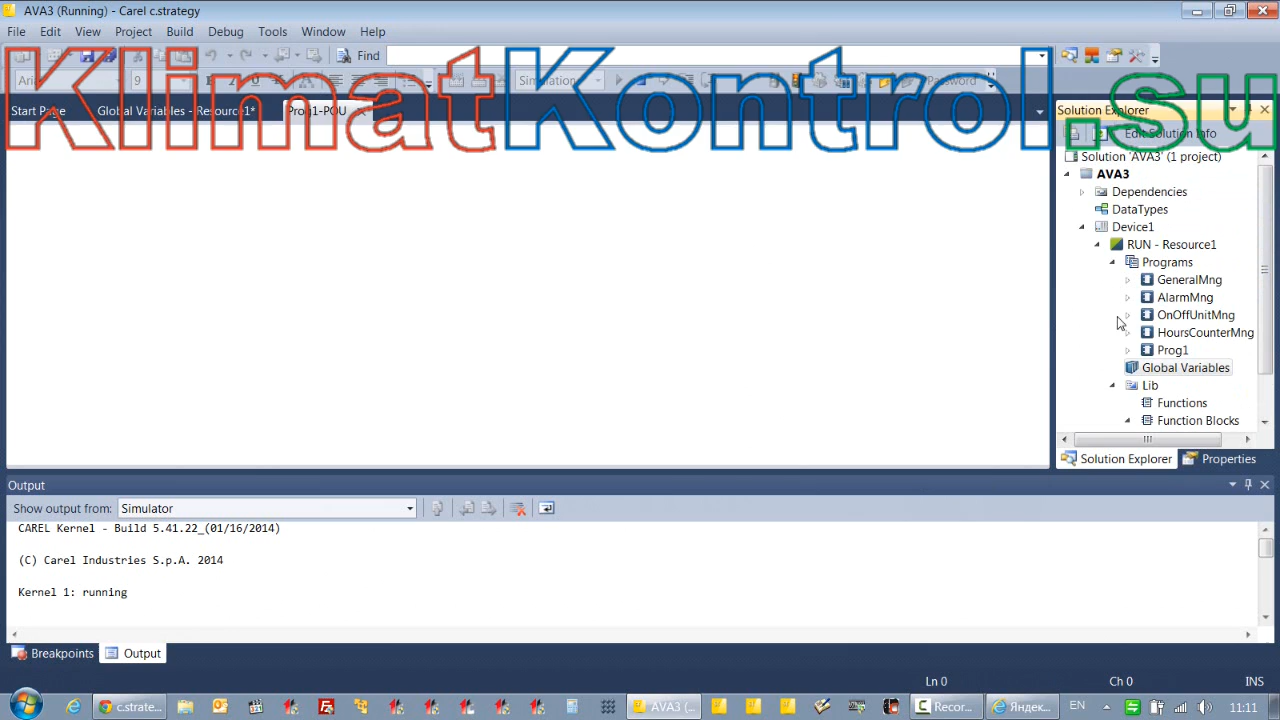 AVA3 (Running) - Carel c.strategy
File Edit View Project Build Debug Tools Window Help
Find
KlimatKontrol.su
9 Simulation Password
Start Page Global Variables - Resource1* Prog1-POU
Solution Explorer
Edit Solution Info
Solution 'AVA3' (1 project)
AVA3
Dependencies
DataTypes
Device1
RUN - Resource1
Programs
GeneralMng
AlarmMng
OnOffUnitMng
HoursCounterMng
Prog1
Global Variables
Lib
Functions
Function Blocks
Solution Explorer Properties
Output
Show output from: Simulator
CAREL Kernel - Build 5.41.22_(01/16/2014)
(C) Carel Industries S.p.A. 2014
Kernel 1: running
Breakpoints Output
Ln 0 Ch 0 INS
c.strate... AVA3 (... Recor... Яндек... EN 11:11